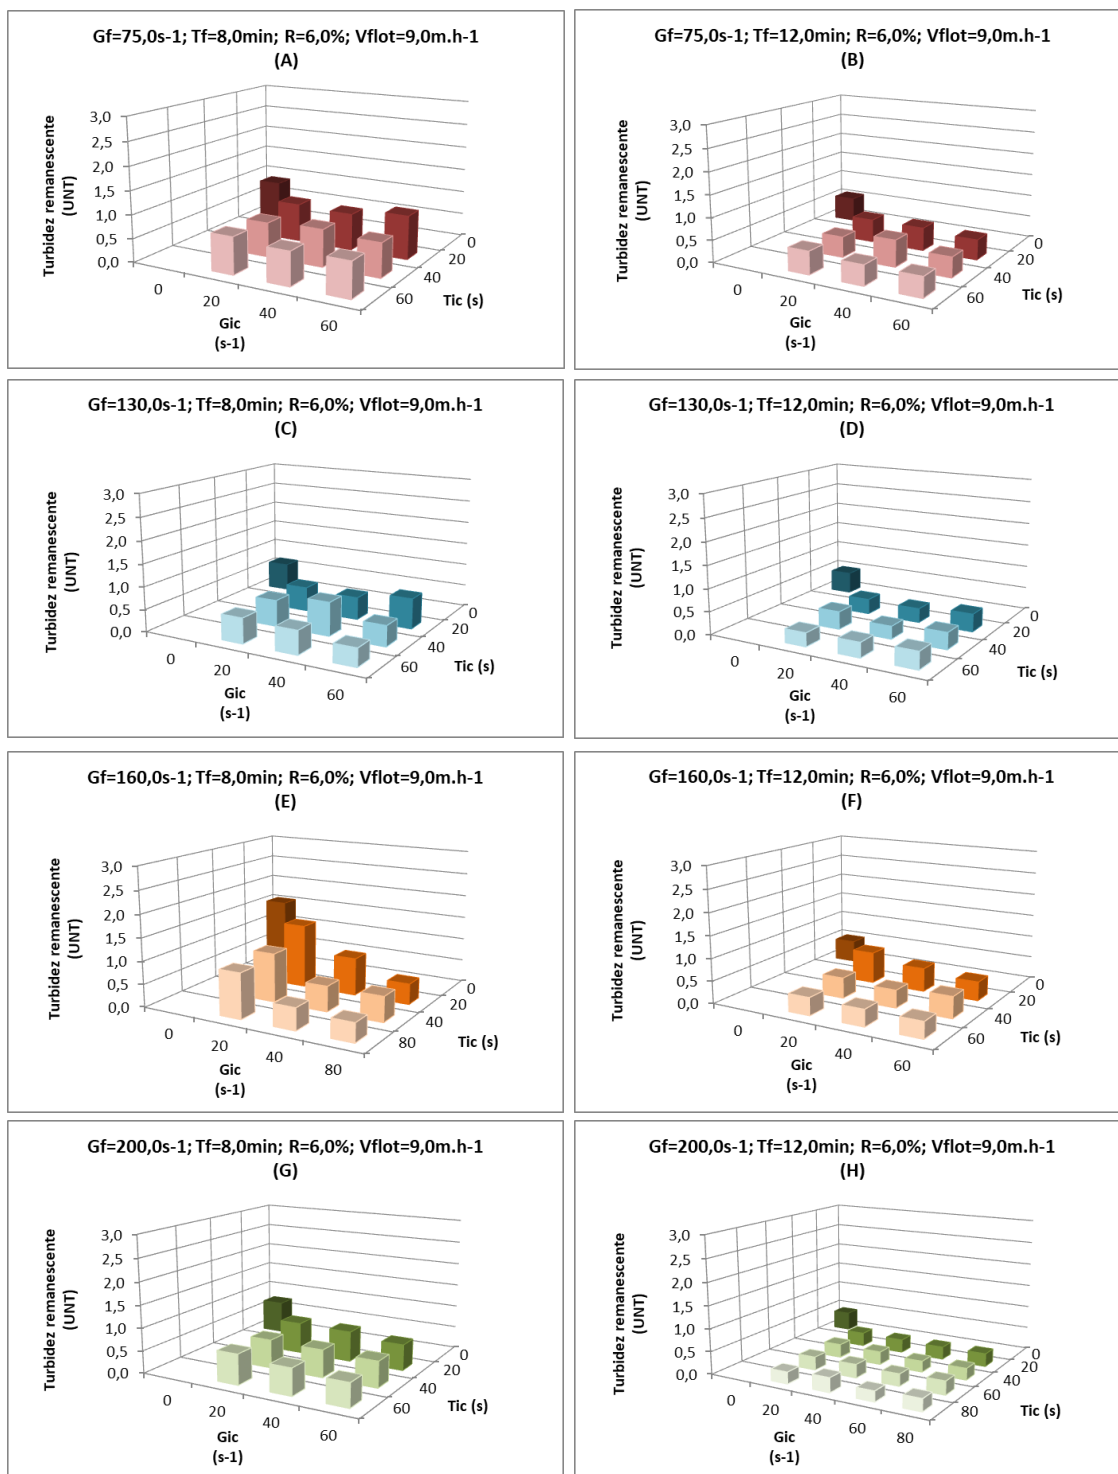 Gf=75,0s-1; Tf=8,0min; R=6,0%; Vflot=9,0m.h-1
(A)
Turbidez remanescente
(UNT)
3,0
2,5
2,0
1,5
1,0
0,5
0,0
0
20
40
60
Gic
(s-1)
0
20
40
60
Tic (s)
Gf=75,0s-1; Tf=12,0min; R=6,0%; Vflot=9,0m.h-1
(B)
Turbidez remanescente
(UNT)
3,0
2,5
2,0
1,5
1,0
0,5
0,0
0
20
40
60
Gic
(s-1)
0
20
40
60
Tic (s)
Gf=130,0s-1; Tf=8,0min; R=6,0%; Vflot=9,0m.h-1
(C)
Turbidez remanescente
(UNT)
3,0
2,5
2,0
1,5
1,0
0,5
0,0
0
20
40
60
Gic
(s-1)
0
20
40
60
Tic (s)
Gf=130,0s-1; Tf=12,0min; R=6,0%; Vflot=9,0m.h-1
(D)
Turbidez remanescente
(UNT)
3,0
2,5
2,0
1,5
1,0
0,5
0,0
0
20
40
60
Gic
(s-1)
0
20
40
60
Tic (s)
Gf=160,0s-1; Tf=8,0min; R=6,0%; Vflot=9,0m.h-1
(E)
Turbidez remanescente
(UNT)
3,0
2,5
2,0
1,5
1,0
0,5
0,0
0
20
40
80
Gic
(s-1)
0
20
40
80
Tic (s)
Gf=160,0s-1; Tf=12,0min; R=6,0%; Vflot=9,0m.h-1
(F)
Turbidez remanescente
(UNT)
3,0
2,5
2,0
1,5
1,0
0,5
0,0
0
20
40
60
Gic
(s-1)
0
20
40
60
Tic (s)
Gf=200,0s-1; Tf=8,0min; R=6,0%; Vflot=9,0m.h-1
(G)
Turbidez remanescente
(UNT)
3,0
2,5
2,0
1,5
1,0
0,5
0,0
0
20
40
60
Gic
(s-1)
0
20
40
60
Tic (s)
Gf=200,0s-1; Tf=12,0min; R=6,0%; Vflot=9,0m.h-1
(H)
Turbidez remanescente
(UNT)
3,0
2,5
2,0
1,5
1,0
0,5
0,0
0
20
40
60
80
Gic
(s-1)
0
20
40
60
80
Tic (s)